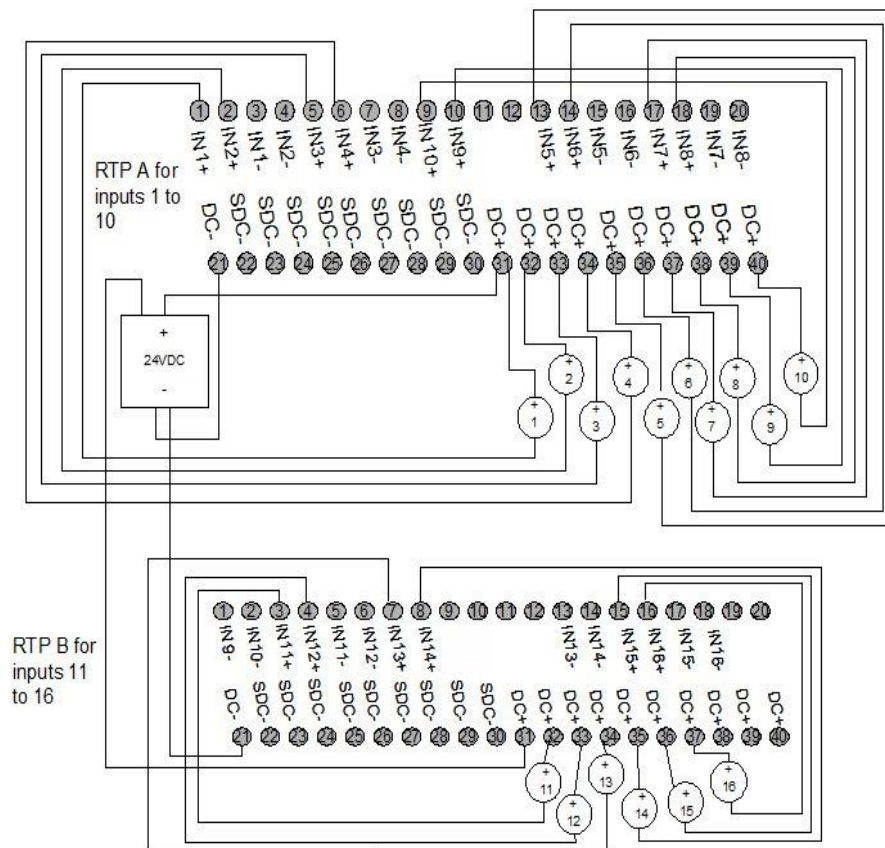 1 2 3 4 5 6 7 8 9 10 11 12 13 14 15 16 17 18 19 20
IN1+ IN2+ IN1- IN2- IN3+ IN4+ IN3- IN4- IN10+ IN9+ IN5+ IN6+ IN5- IN6- IN7+ IN8+ IN7- IN8-
RTP A for
inputs 1 to
10
DC- SDC- SDC- SDC- SDC- SDC- SDC- SDC- SDC- SDC- DC+ DC+ DC+ DC+ DC+ DC+ DC+ DC+ DC+ DC+
21 22 23 24 25 26 27 28 29 30 31 32 33 34 35 36 37 38 39 40
+
24VDC
-
+ + + + + + + + + +
1 2 3 4 5 6 7 8 9 10
1 2 3 4 5 6 7 8 9 10 11 12 13 14 15 16 17 18 19 20
IN9- IN10- IN11+ IN12+ IN11- IN12- IN13+ IN14+ IN13- IN14- IN15+ IN16+ IN15- IN16-
RTP B for
inputs 11
to 16
DC- SDC- SDC- SDC- SDC- SDC- SDC- SDC- SDC- SDC- DC+ DC+ DC+ DC+ DC+ DC+ DC+ DC+ DC+ DC+
21 22 23 24 25 26 27 28 29 30 31 32 33 34 35 36 37 38 39 40
+ + + + + +
11 12 13 14 15 16